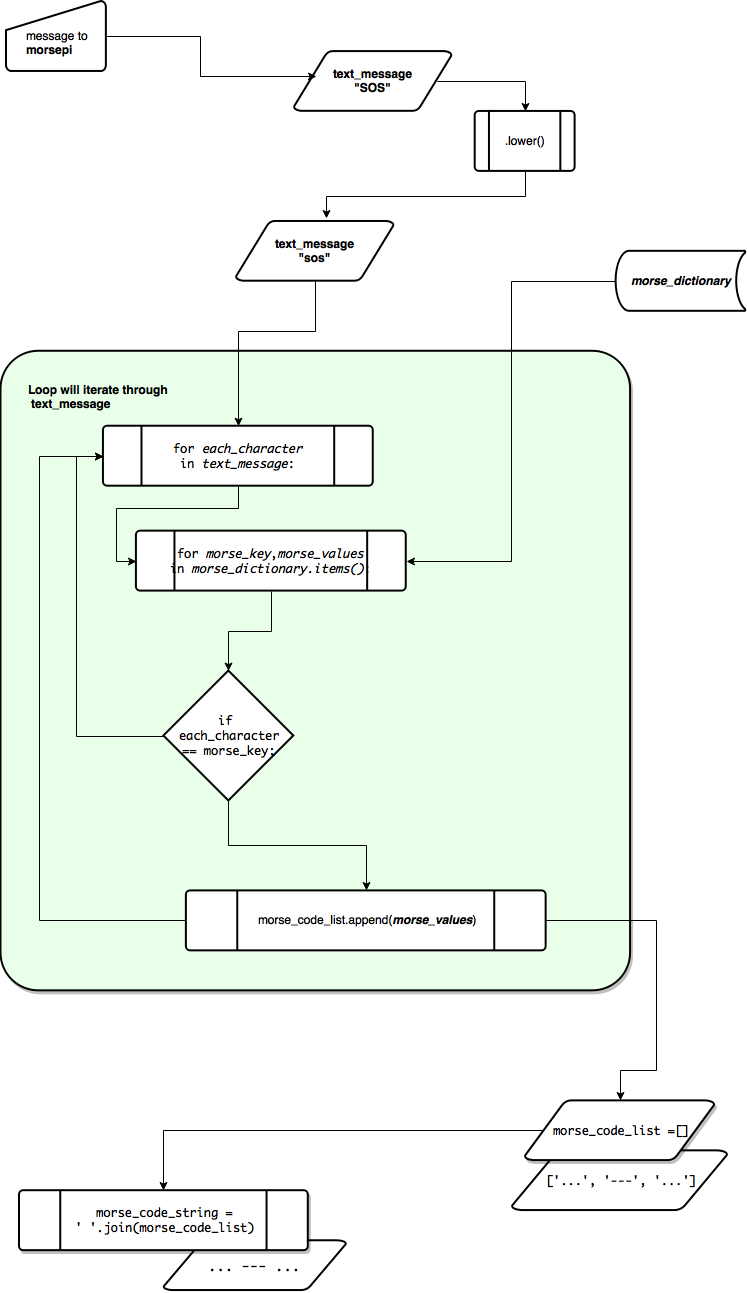 message to
morsepi
text_message
"SOS"
.lower()
text_message
"sos"
morse_dictionary
Loop will iterate through
text_message
for each_character
in text_message:
for morse_key,morse_values
in morse_dictionary.items():
if
each_character
== morse_key:
morse_code_list.append(morse_values)
morse_code_list =[]
['...', '---', '...']
morse_code_string =
' '.join(morse_code_list)
... --- ...